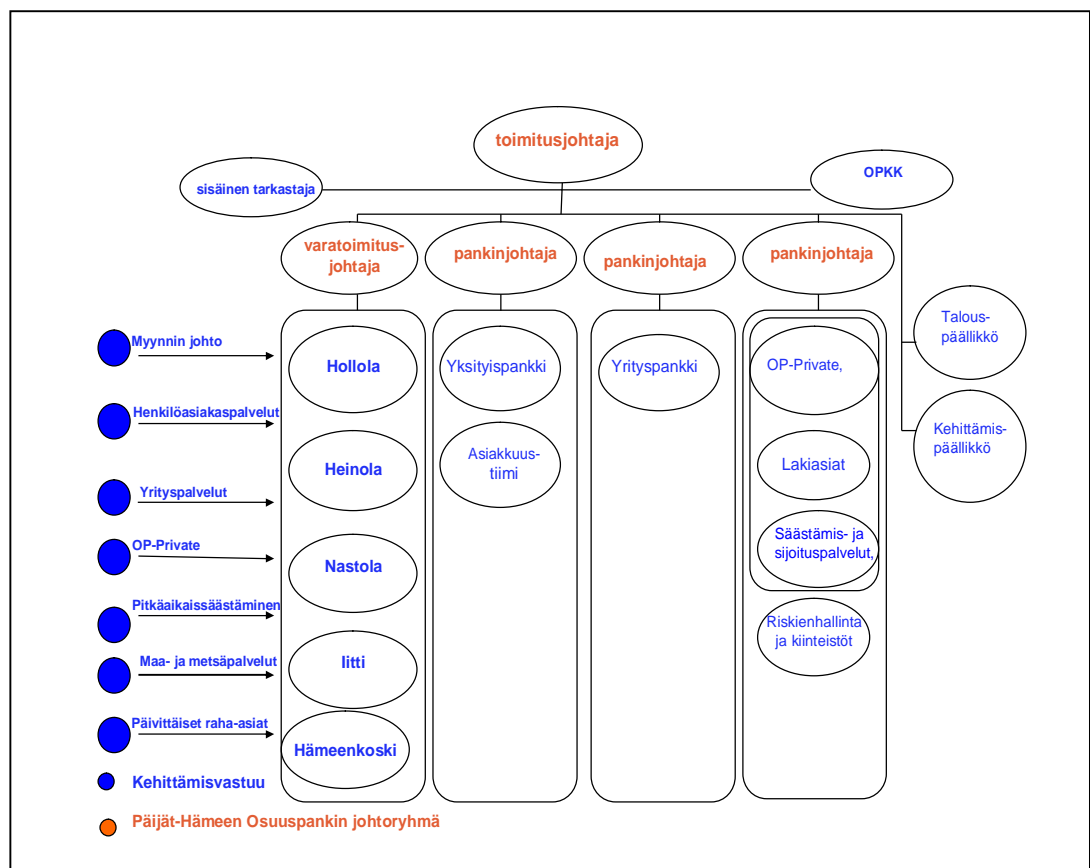 toimitusjohtaja
sisäinen tarkastaja
OPKK
varatoimitus-
johtaja
pankinjohtaja
pankinjohtaja
pankinjohtaja
Talous-
päällikkö
Kehittämis-
päällikkö
Myynnin johto
Henkilöasiakaspalvelut
Yrityspalvelut
OP-Private
Pitkäaikaissäästäminen
Maa- ja metsäpalvelut
Päivittäiset raha-asiat
Hollola
Heinola
Nastola
Iitti
Hämeenkoski
Yksityispankki
Asiakkuus-
tiimi
Yrityspankki
OP-Private,
Lakiasiat
Säästämis- ja
sijoituspalvelut,
Riskienhallinta
ja kiinteistöt
Kehittämisvastuu
Päijät-Hämeen Osuuspankin johtoryhmä